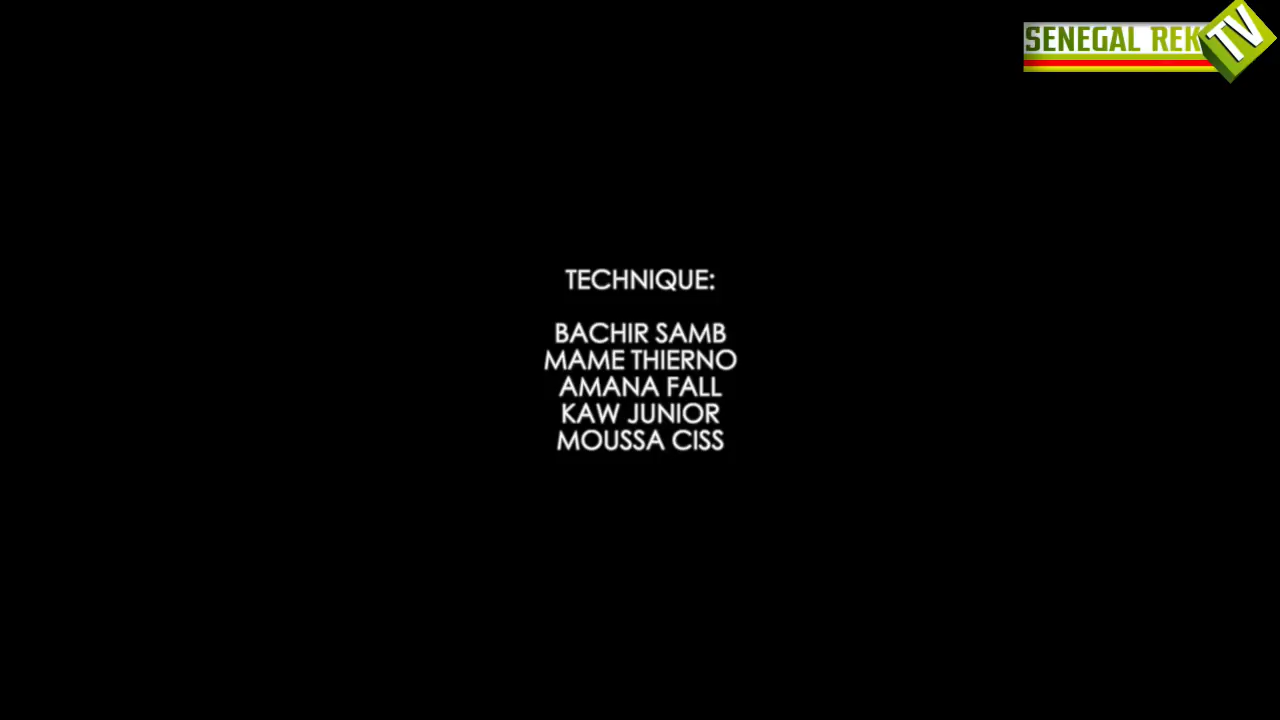 SENEGAL REK TV
TECHNIQUE:
BACHIR SAMB
MAME THIERNO
AMANA FALL
KAW JUNIOR
MOUSSA CISS